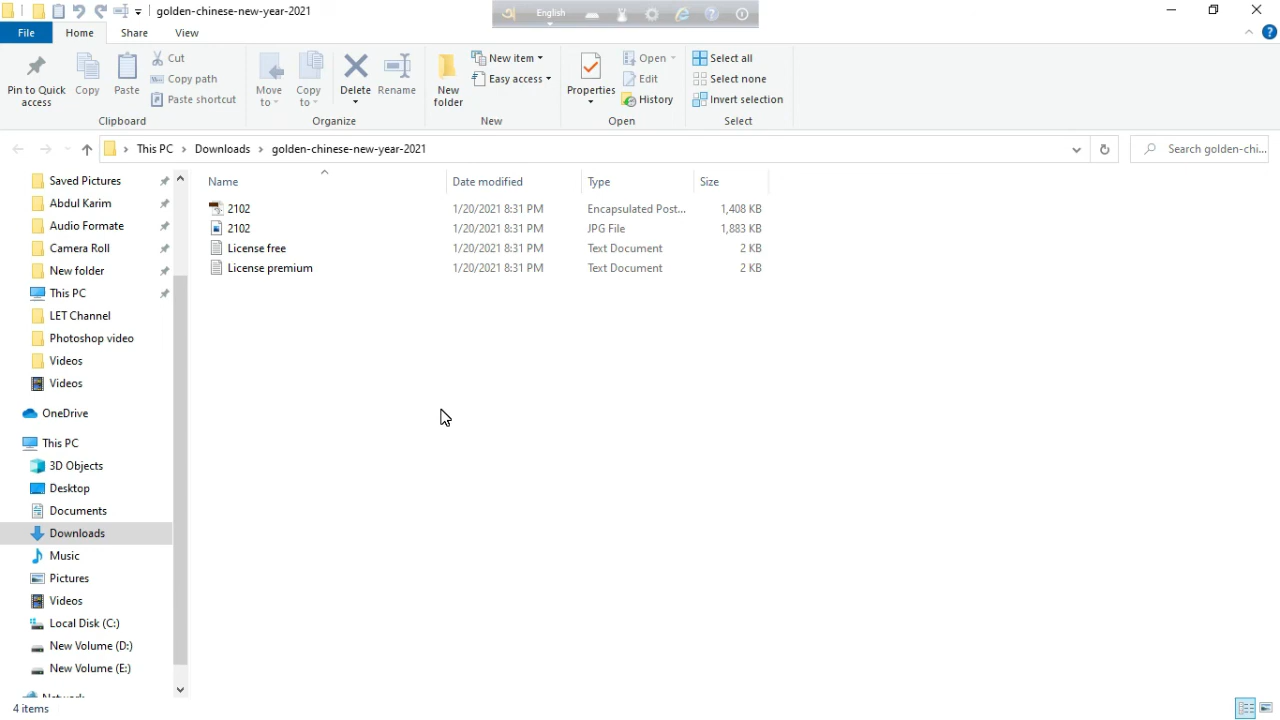 golden-chinese-new-year-2021
অ English
File Home Share View
Pin to Quick access
Copy
Paste
Cut
Copy path
Paste shortcut
Clipboard
Move to
Copy to
Delete
Rename
Organize
New folder
New item
Easy access
New
Properties
Open
Edit
History
Open
Select all
Select none
Invert selection
Select
This PC > Downloads > golden-chinese-new-year-2021
Search golden-chi...
Saved Pictures
Abdul Karim
Audio Formate
Camera Roll
New folder
This PC
LET Channel
Photoshop video
Videos
Videos
OneDrive
This PC
3D Objects
Desktop
Documents
Downloads
Music
Pictures
Videos
Local Disk (C:)
New Volume (D:)
New Volume (E:)
Network
Name Date modified Type Size
2102 1/20/2021 8:31 PM Encapsulated Post... 1,408 KB
2102 1/20/2021 8:31 PM JPG File 1,883 KB
License free 1/20/2021 8:31 PM Text Document 2 KB
License premium 1/20/2021 8:31 PM Text Document 2 KB
4 items